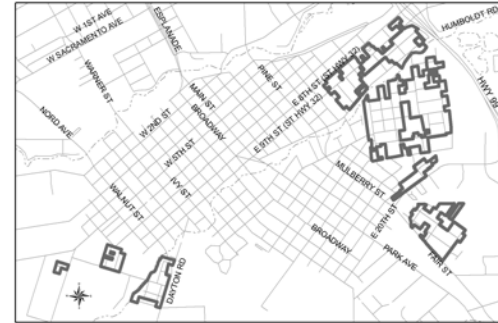 W. 1ST AVE
W. SACRAMENTO AVE
ESPLANADE
HUMBOLDT RD
HWY 99
WARNER ST
PINE ST
E. 8TH ST (ST. HWY 32)
MAIN ST
NORD AVE
W. 2ND ST
BROADWAY
E. 9TH ST (ST. HWY 32)
W. 5TH ST
MULBERRY ST
IVY ST
WALNUT ST
E. 20TH ST
BROADWAY
PARK AVE
FAIR ST
DAYTON RD